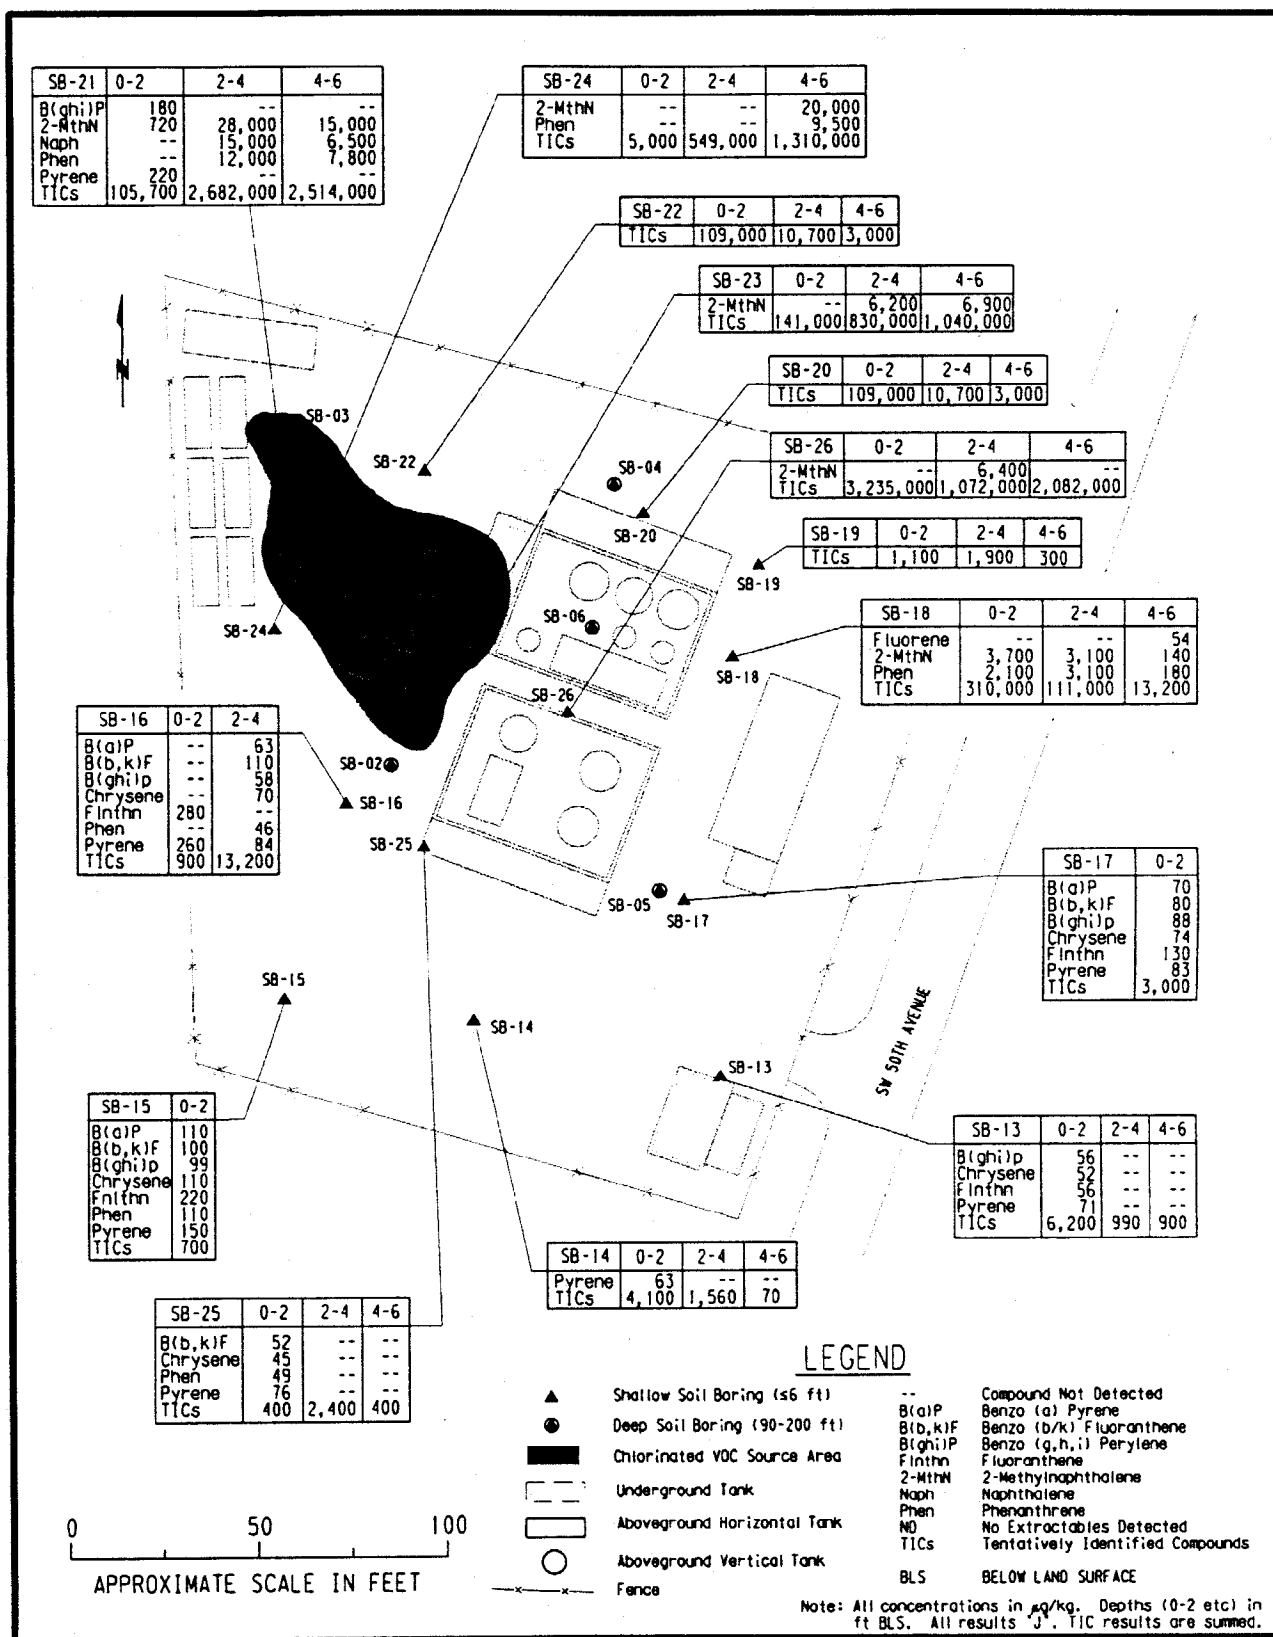 SB-21 0-2 2-4 4-6
B(ghi)P 180 -- --
2-MthN 720 28,000 15,000
Naph -- 15,000 6,500
Phen -- 12,000 7,800
Pyrene 220 -- --
TICs 105,700 2,682,000 2,514,000
SB-24 0-2 2-4 4-6
2-MthN -- -- 20,000
Phen -- -- 9,500
TICs 5,000 549,000 1,310,000
SB-22 0-2 2-4 4-6
TICs 109,000 10,700 3,000
SB-23 0-2 2-4 4-6
2-MthN -- 6,200 6,900
TICs 141,000 830,000 1,040,000
N
SB-20 0-2 2-4 4-6
TICs 109,000 10,700 3,000
SB-26 0-2 2-4 4-6
2-MthN -- 6,400 --
TICs 3,235,000 1,072,000 2,082,000
SB-19 0-2 2-4 4-6
TICs 1,100 1,900 300
SB-18 0-2 2-4 4-6
Fluorene -- -- 54
2-MthN 3,700 3,100 140
Phen 2,100 3,100 180
TICs 310,000 111,000 13,200
SB-03
SB-22
SB-04
SB-20
SB-19
SB-06
SB-24
SB-18
SB-26
SB-02
SB-16
SB-25
SB-05
SB-17
SB-15
SB-14
SB-13
SW 50TH AVENUE
SB-16 0-2 2-4
B(a)P -- 63
B(b,k)F -- 110
B(ghi)p -- 58
Chrysene -- 70
Flnthn 280 --
Phen -- 46
Pyrene 260 84
TICs 900 13,200
SB-17 0-2
B(a)P 70
B(b,k)F 80
B(ghi)p 88
Chrysene 74
Flnthn 130
Pyrene 83
TICs 3,000
SB-15 0-2
B(a)P 110
B(b,k)F 100
B(ghi)p 99
Chrysene 110
Fnlthn 220
Phen 110
Pyrene 150
TICs 700
SB-13 0-2 2-4 4-6
B(ghi)p 56 -- --
Chrysene 52 -- --
Flnthn 56 -- --
Pyrene 71 -- --
TICs 6,200 990 900
SB-14 0-2 2-4 4-6
Pyrene 63 -- --
TICs 4,100 1,560 70
SB-25 0-2 2-4 4-6
B(b,k)F 52 -- --
Chrysene 45 -- --
Phen 49 -- --
Pyrene 76 -- --
TICs 400 2,400 400
LEGEND
Shallow Soil Boring (≤6 ft)
Deep Soil Boring (90-200 ft)
Chlorinated VOC Source Area
Underground Tank
Aboveground Horizontal Tank
Aboveground Vertical Tank
Fence
-- Compound Not Detected
B(a)P Benzo (a) Pyrene
B(b,k)F Benzo (b/k) Fluoranthene
B(ghi)P Benzo (g,h,i) Perylene
Flnthn Fluoranthene
2-MthN 2-Methylnaphthalene
Naph Naphthalene
Phen Phenanthrene
ND No Extractables Detected
TICs Tentatively Identified Compounds
BLS BELOW LAND SURFACE
0 50 100
APPROXIMATE SCALE IN FEET
Note: All concentrations in µg/kg. Depths (0-2 etc) in
ft BLS. All results "J". TIC results are summed.